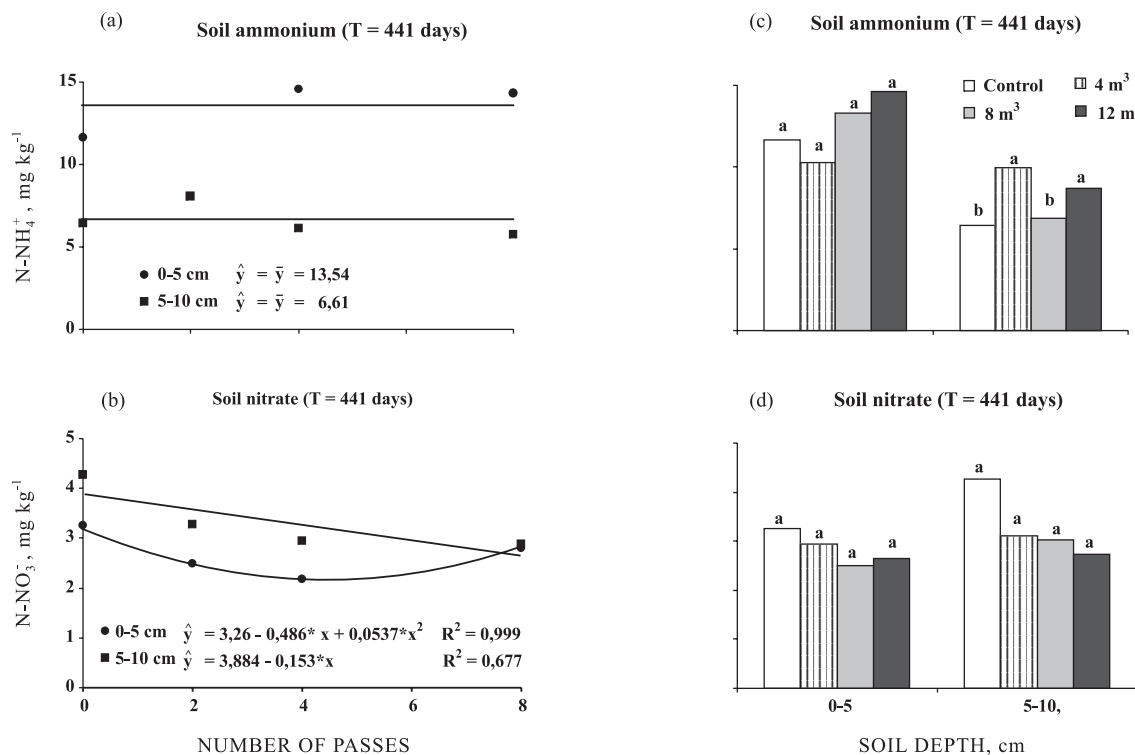 (a)
Soil ammonium (T = 441 days)
N-NH₄⁺ , mg kg⁻¹
15
10
5
0
0-5 cm ŷ = ȳ = 13,54
5-10 cm ŷ = ȳ = 6,61
(b)
Soil nitrate (T = 441 days)
N-NO₃⁻, mg kg⁻¹
5
4
3
2
1
0
0-5 cm ŷ = 3,26 - 0,486* x + 0,0537*x² R² = 0,999
5-10 cm ŷ = 3,884 - 0,153*x R² = 0,677
0 2 4 6 8
NUMBER OF PASSES
(c)
Soil ammonium (T = 441 days)
Control 4 m³
8 m³ 12 m
a a a a
b a b a
(d)
Soil nitrate (T = 441 days)
a a a a
a a a a
0-5 5-10,
SOIL DEPTH, cm